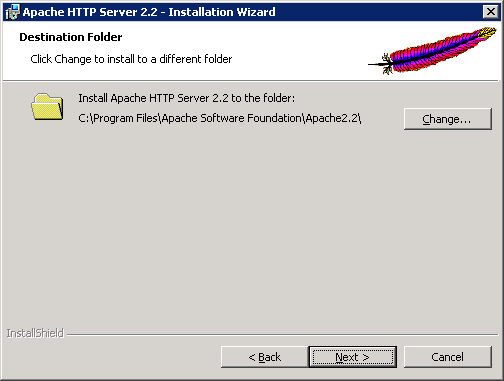 Apache HTTP Server 2.2 - Installation Wizard
Destination Folder
Click Change to install to a different folder
Install Apache HTTP Server 2.2 to the folder:
C:\Program Files\Apache Software Foundation\Apache2.2\
Change...
InstallShield
< Back
Next >
Cancel